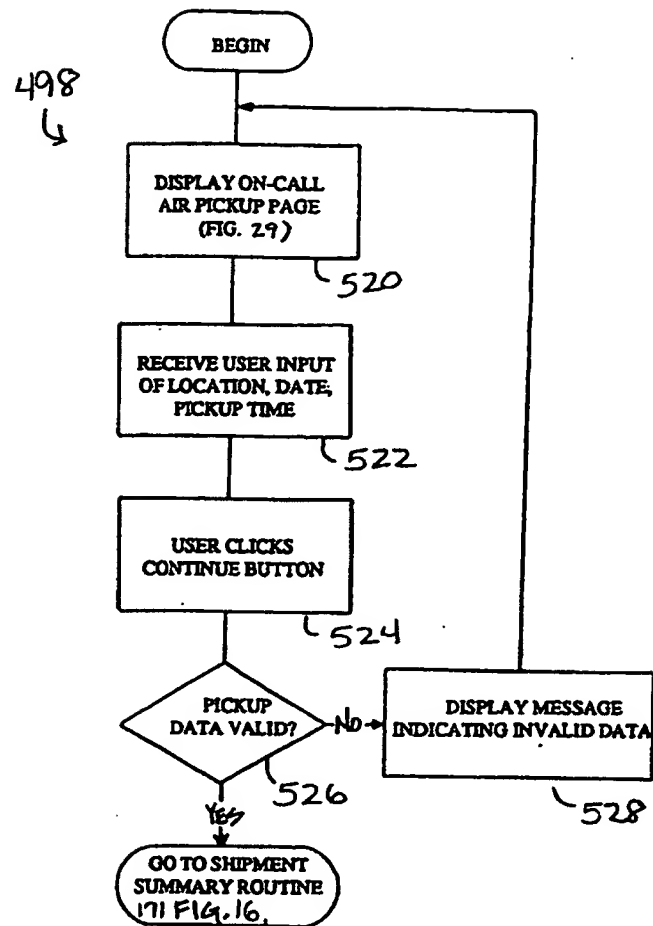 BEGIN
498
DISPLAY ON-CALL
AIR PICKUP PAGE
(FIG. 29)
520
RECEIVE USER INPUT
OF LOCATION, DATE,
PICKUP TIME
522
USER CLICKS
CONTINUE BUTTON
524
PICKUP
DATA VALID?
NO
DISPLAY MESSAGE
INDICATING INVALID DATA
526
528
YES
GO TO SHIPMENT
SUMMARY ROUTINE
171 FIG. 16.